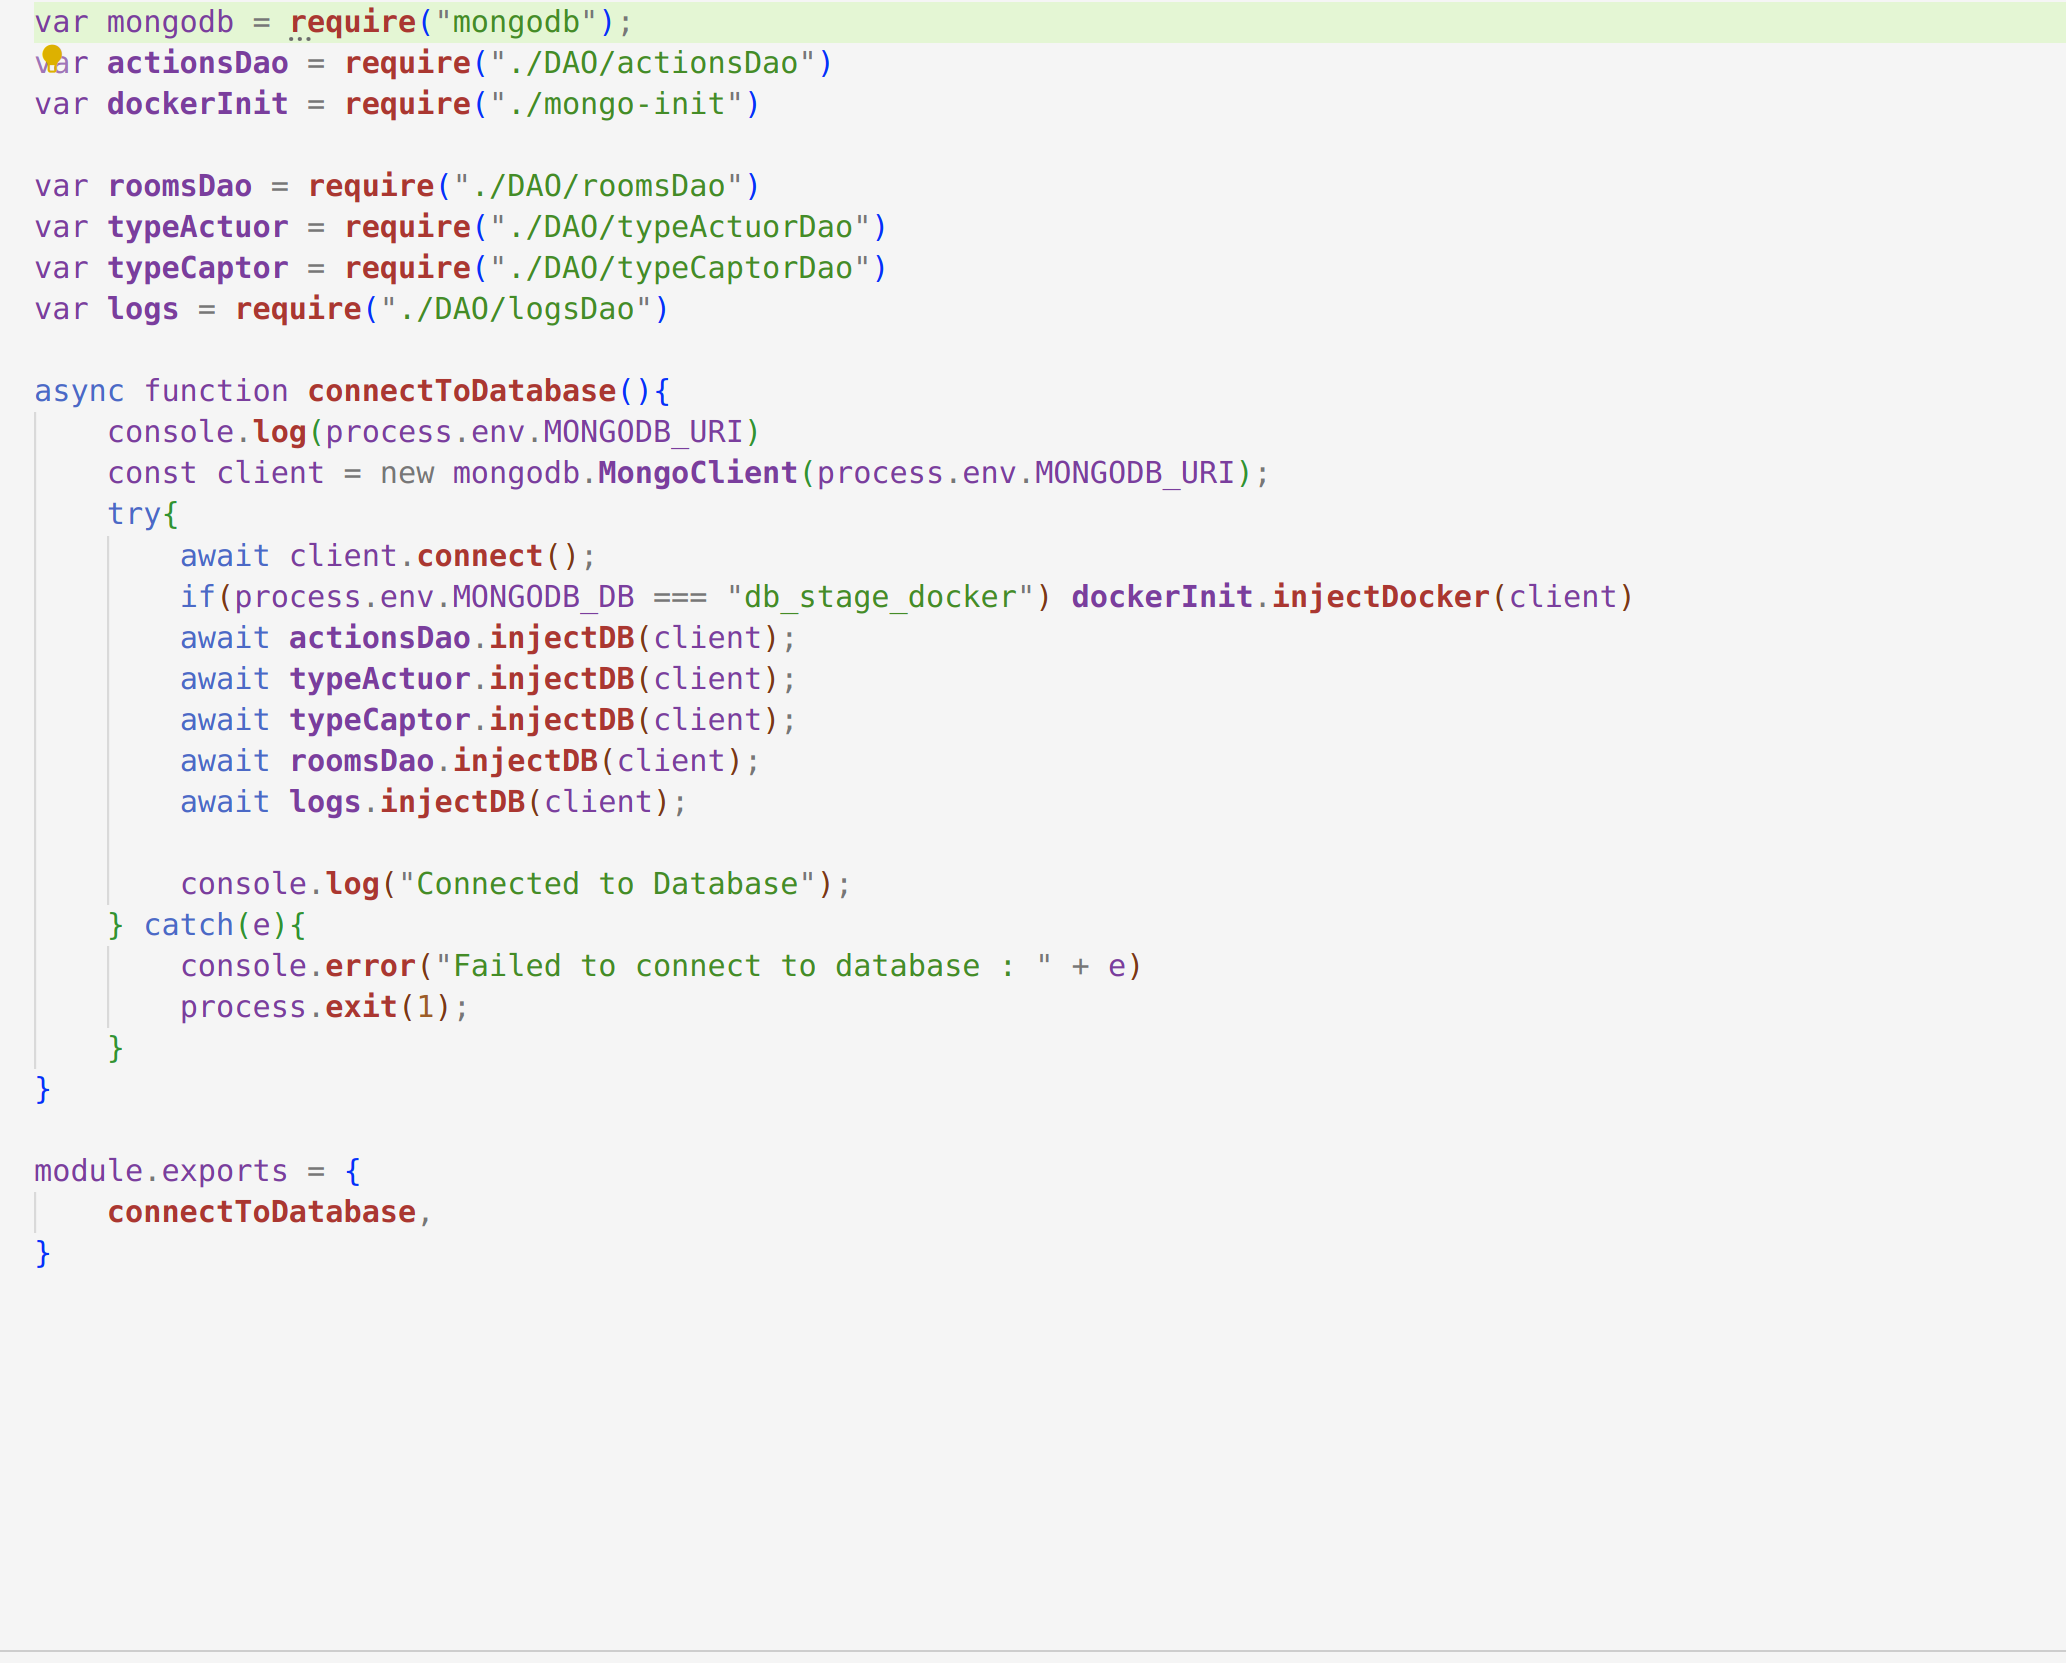 var mongodb = require("mongodb");
var actionsDao = require("./DAO/actionsDao")
var dockerInit = require("./mongo-init")
var roomsDao = require("./DAO/roomsDao")
var typeActuor = require("./DAO/typeActuorDao")
var typeCaptor = require("./DAO/typeCaptorDao")
var logs = require("./DAO/logsDao")
async function connectToDatabase(){
    console.log(process.env.MONGODB_URI)
    const client = new mongodb.MongoClient(process.env.MONGODB_URI);
    try{
        await client.connect();
        if(process.env.MONGODB_DB === "db_stage_docker") dockerInit.injectDocker(client)
        await actionsDao.injectDB(client);
        await typeActuor.injectDB(client);
        await typeCaptor.injectDB(client);
        await roomsDao.injectDB(client);
        await logs.injectDB(client);
        console.log("Connected to Database");
    } catch(e){
        console.error("Failed to connect to database : " + e)
        process.exit(1);
    }
}
module.exports = {
    connectToDatabase,
}